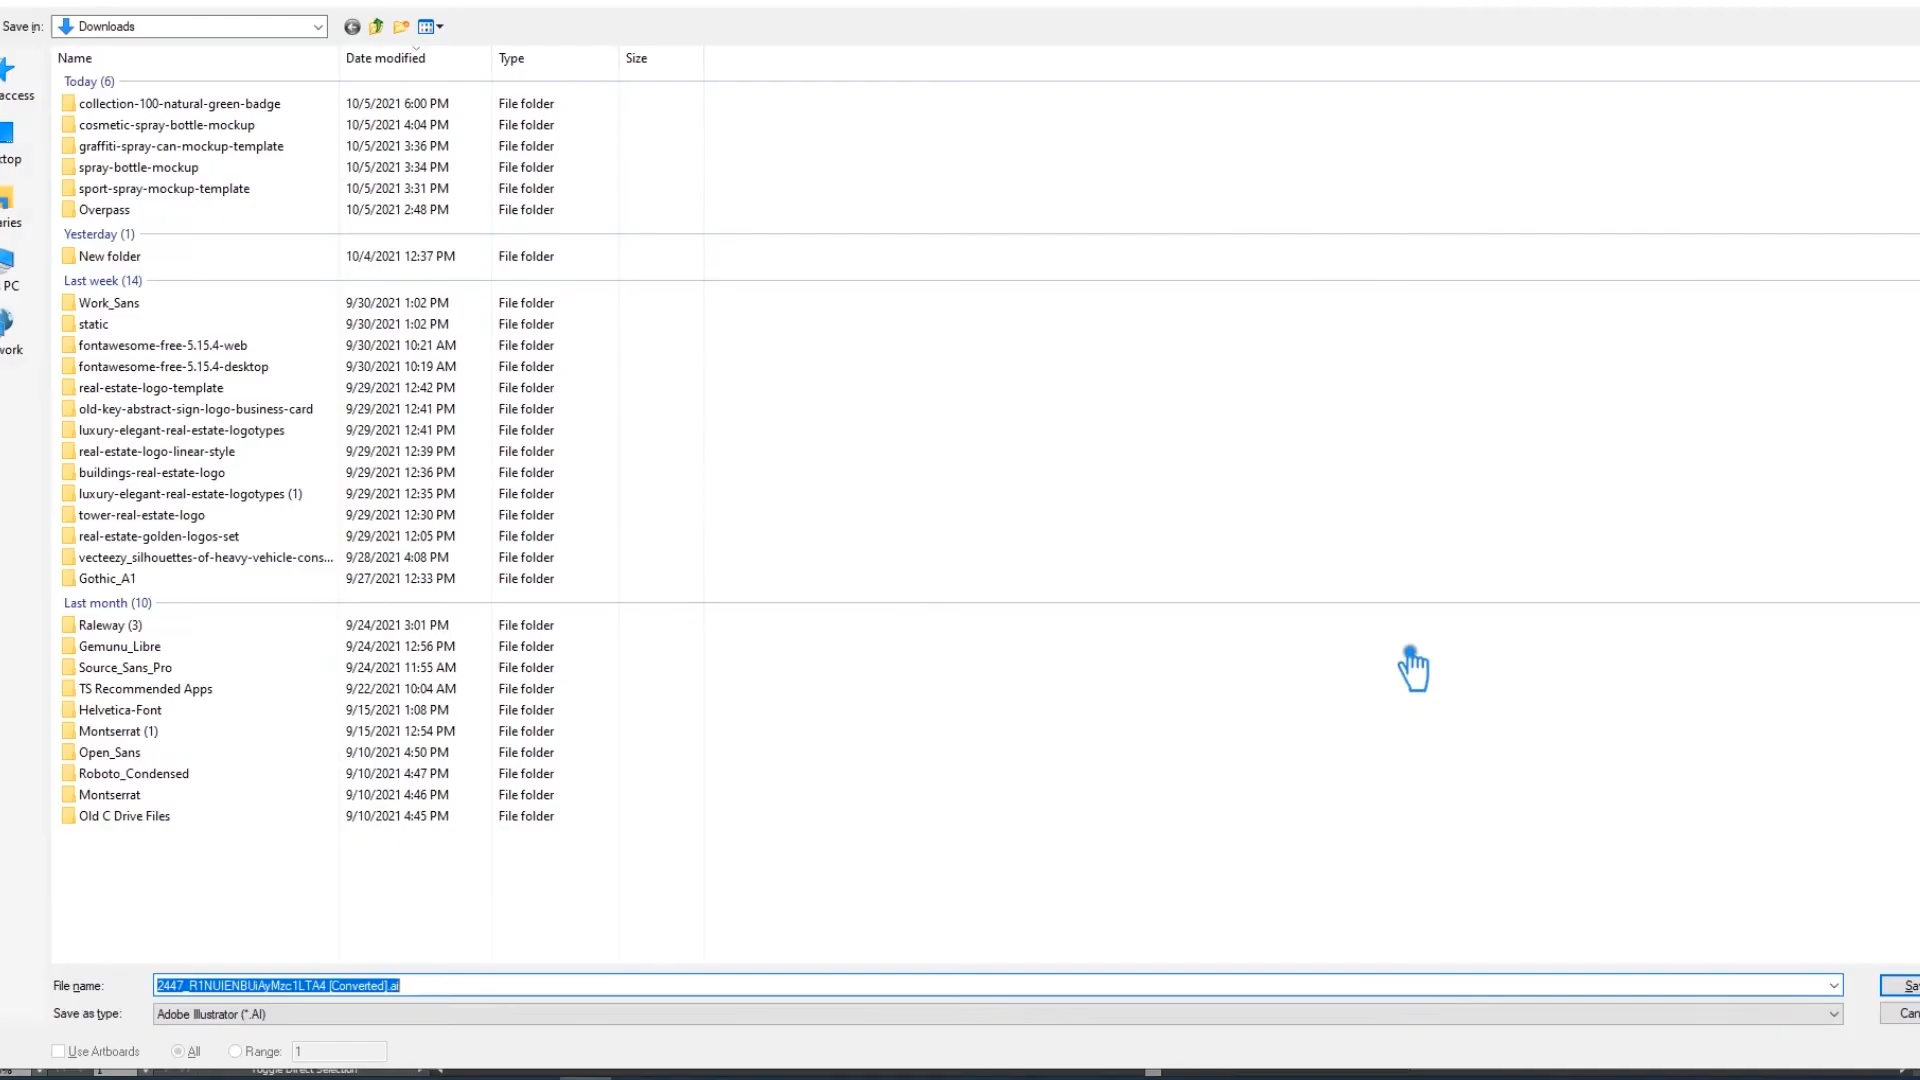 Save in: Downloads
Name Date modified Type Size
access
Today (6)
collection-100-natural-green-badge 10/5/2021 6:00 PM File folder
cosmetic-spray-bottle-mockup 10/5/2021 4:04 PM File folder
graffiti-spray-can-mockup-template 10/5/2021 3:36 PM File folder
ktop
spray-bottle-mockup 10/5/2021 3:34 PM File folder
sport-spray-mockup-template 10/5/2021 3:31 PM File folder
Overpass 10/5/2021 2:48 PM File folder
aries
Yesterday (1)
New folder 10/4/2021 12:37 PM File folder
PC
Last week (14)
Work_Sans 9/30/2021 1:02 PM File folder
static 9/30/2021 1:02 PM File folder
work
fontawesome-free-5.15.4-web 9/30/2021 10:21 AM File folder
fontawesome-free-5.15.4-desktop 9/30/2021 10:19 AM File folder
real-estate-logo-template 9/29/2021 12:42 PM File folder
old-key-abstract-sign-logo-business-card 9/29/2021 12:41 PM File folder
luxury-elegant-real-estate-logotypes 9/29/2021 12:41 PM File folder
real-estate-logo-linear-style 9/29/2021 12:39 PM File folder
buildings-real-estate-logo 9/29/2021 12:36 PM File folder
luxury-elegant-real-estate-logotypes (1) 9/29/2021 12:35 PM File folder
tower-real-estate-logo 9/29/2021 12:30 PM File folder
real-estate-golden-logos-set 9/29/2021 12:05 PM File folder
vecteezy_silhouettes-of-heavy-vehicle-cons... 9/28/2021 4:08 PM File folder
Gothic_A1 9/27/2021 12:33 PM File folder
Last month (10)
Raleway (3) 9/24/2021 3:01 PM File folder
Gemunu_Libre 9/24/2021 12:56 PM File folder
Source_Sans_Pro 9/24/2021 11:55 AM File folder
TS Recommended Apps 9/22/2021 10:04 AM File folder
Helvetica-Font 9/15/2021 1:08 PM File folder
Montserrat (1) 9/15/2021 12:54 PM File folder
Open_Sans 9/10/2021 4:50 PM File folder
Roboto_Condensed 9/10/2021 4:47 PM File folder
Montserrat 9/10/2021 4:46 PM File folder
Old C Drive Files 9/10/2021 4:45 PM File folder
File name: 2447_R1NUIENBUiAyMzc1LTA4 [Converted].ai Sav
Save as type: Adobe Illustrator (*.AI) Can
Use Artboards All Range: 1
Toggle Direct Selection